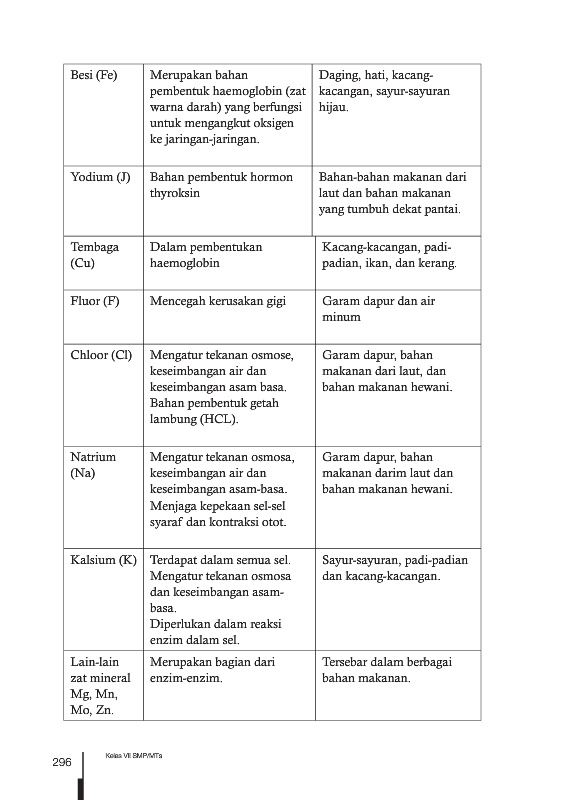 Besi (Fe)
Merupakan bahan
pembentuk haemoglobin (zat
warna darah) yang berfungsi
untuk mengangkut oksigen
ke jaringan-jaringan.
Daging, hati, kacang-
kacangan, sayur-sayuran
hijau.
Yodium (J)
Bahan pembentuk hormon
thyroksin
Bahan-bahan makanan dari
laut dan bahan makanan
yang tumbuh dekat pantai.
Tembaga
(Cu)
Dalam pembentukan
haemoglobin
Kacang-kacangan, padi-
padian, ikan, dan kerang.
Fluor (F)
Mencegah kerusakan gigi
Garam dapur dan air
minum
Chloor (Cl)
Mengatur tekanan osmose,
keseimbangan air dan
keseimbangan asam basa.
Bahan pembentuk getah
lambung (HCL).
Garam dapur, bahan
makanan dari laut, dan
bahan makanan hewani.
Natrium
(Na)
Mengatur tekanan osmosa,
keseimbangan air dan
keseimbangan asam-basa.
Menjaga kepekaan sel-sel
syaraf dan kontraksi otot.
Garam dapur, bahan
makanan darim laut dan
bahan makanan hewani.
Kalsium (K)
Terdapat dalam semua sel.
Mengatur tekanan osmosa
dan keseimbangan asam-
basa.
Diperlukan dalam reaksi
enzim dalam sel.
Sayur-sayuran, padi-padian
dan kacang-kacangan.
Lain-lain
zat mineral
Mg, Mn,
Mo, Zn.
Merupakan bagian dari
enzim-enzim.
Tersebar dalam berbagai
bahan makanan.
296
Kelas VII SMP/MTs